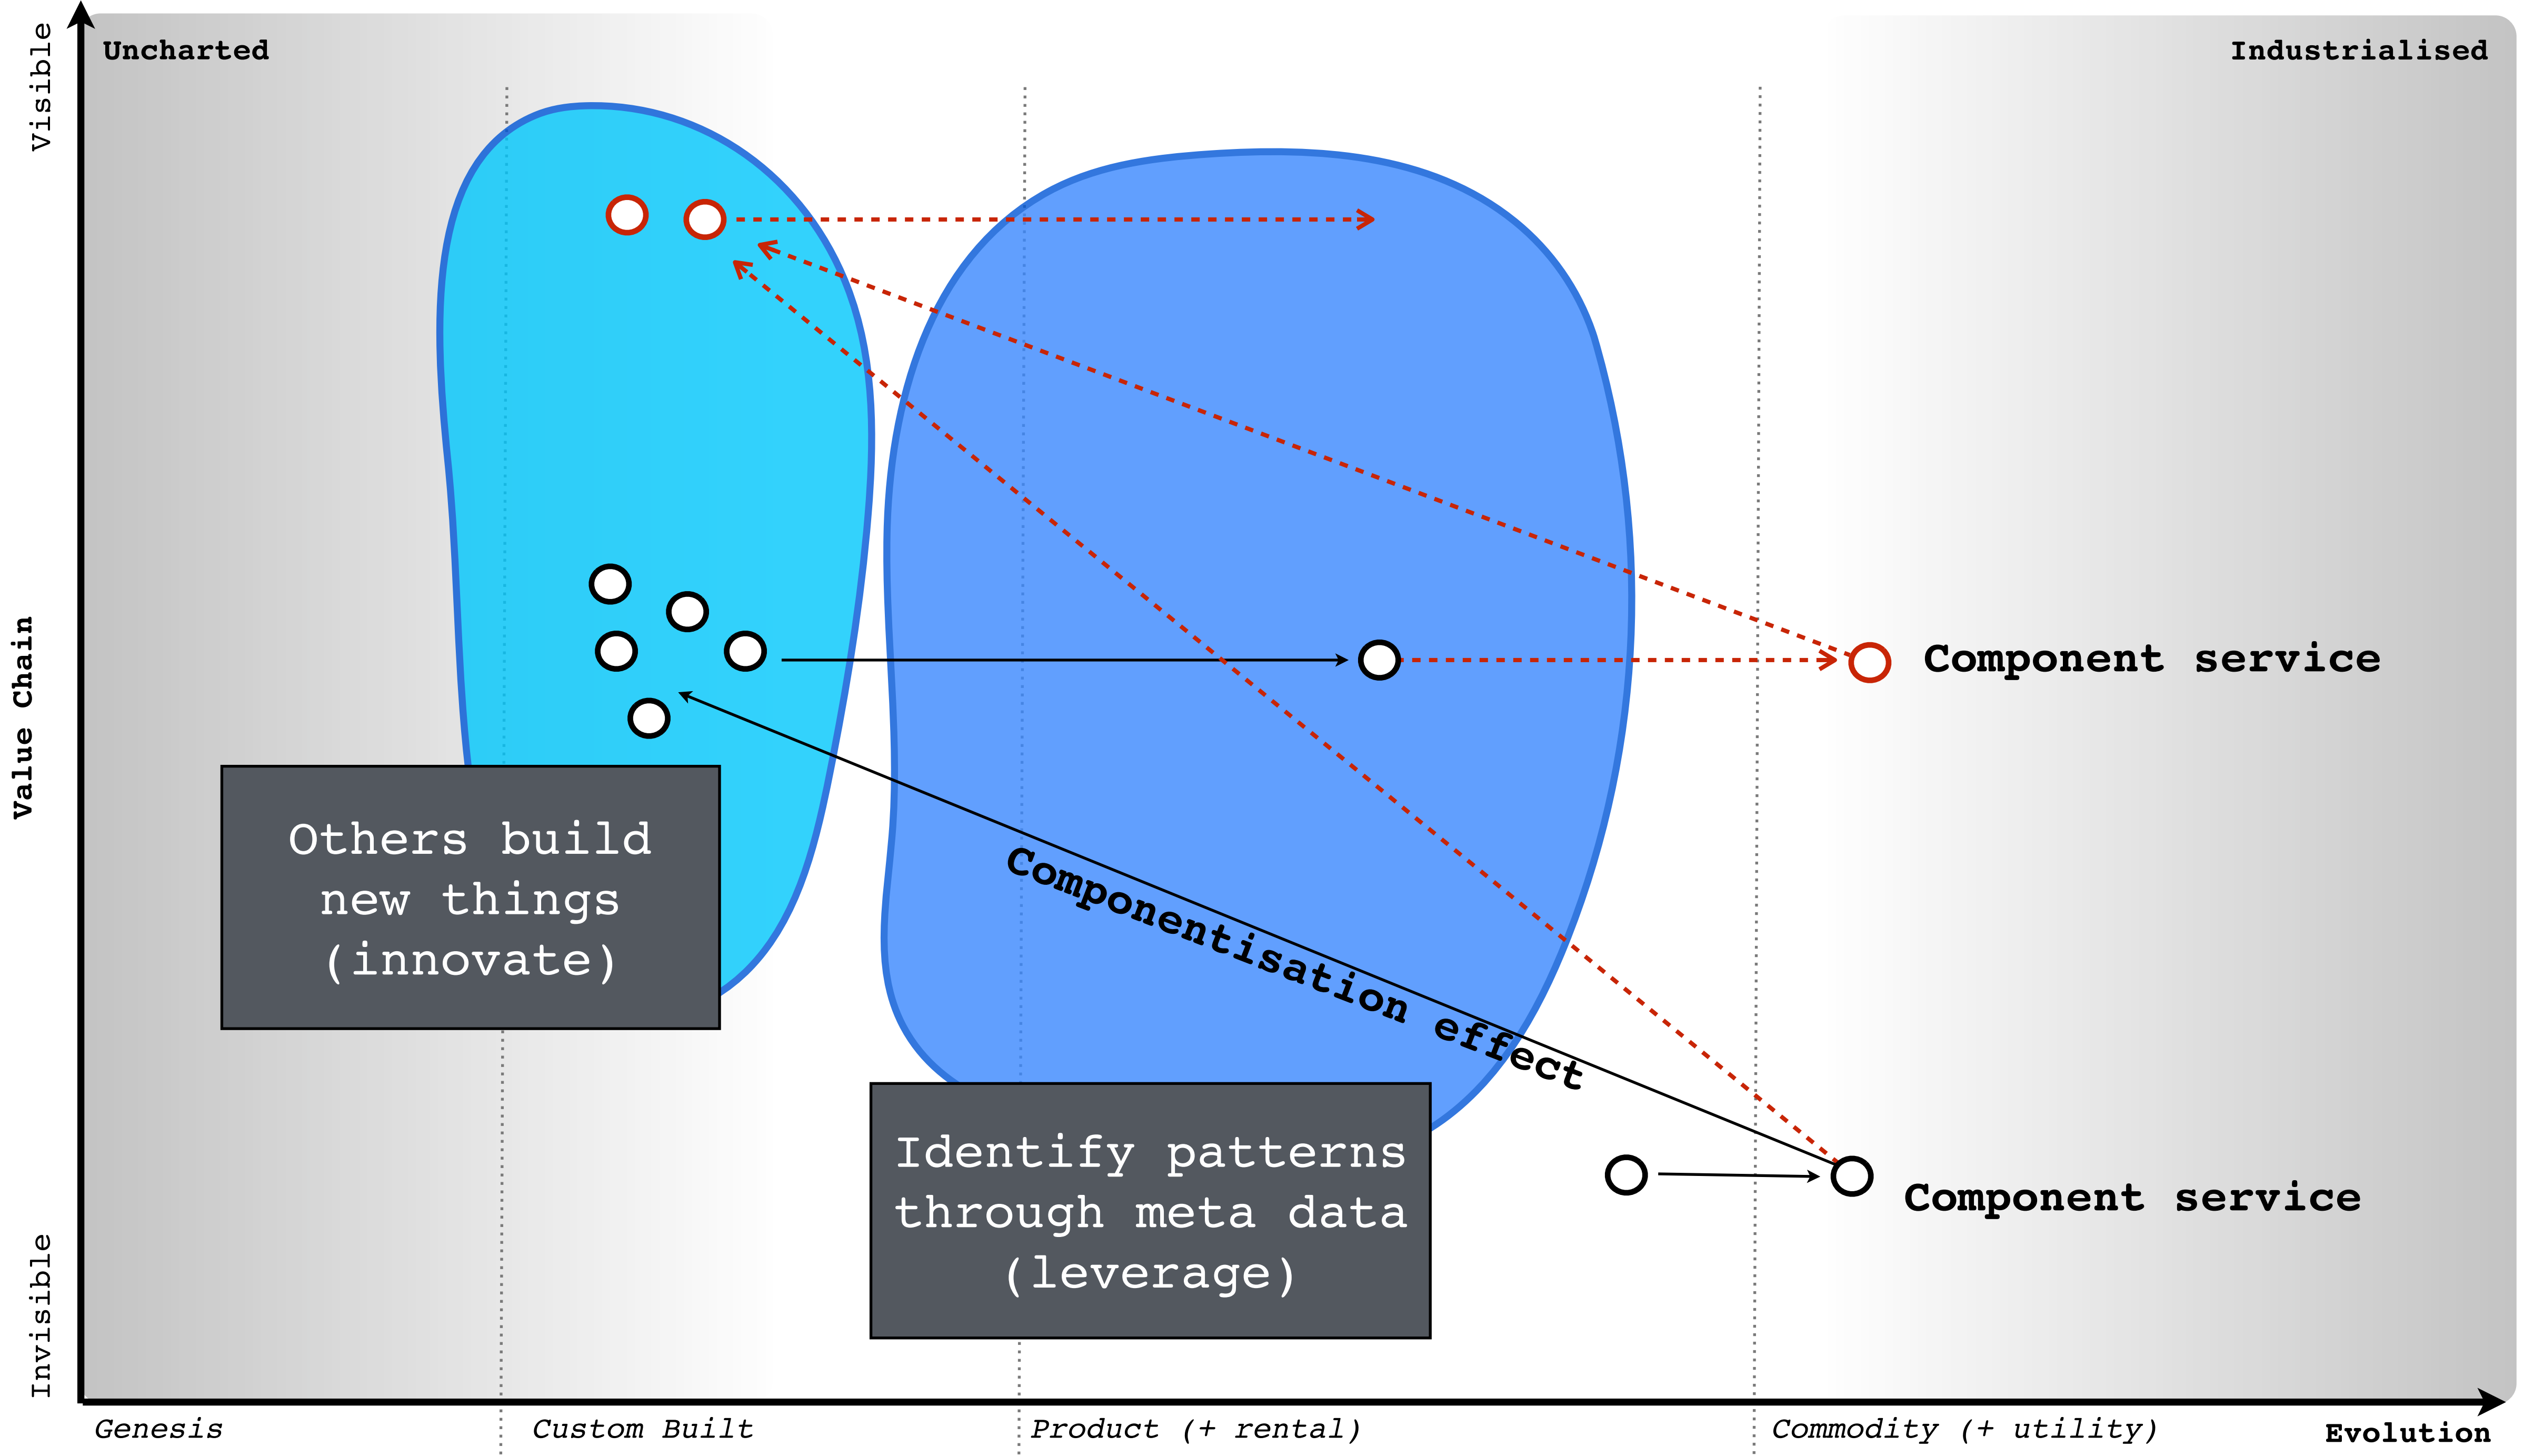 Uncharted
Industrialised
Visible
Value Chain
Invisible
Component service
Others build
new things
(innovate)
Componentisation effect
Identify patterns
through meta data
(leverage)
Component service
Genesis
Custom Built
Product (+ rental)
Commodity (+ utility)
Evolution